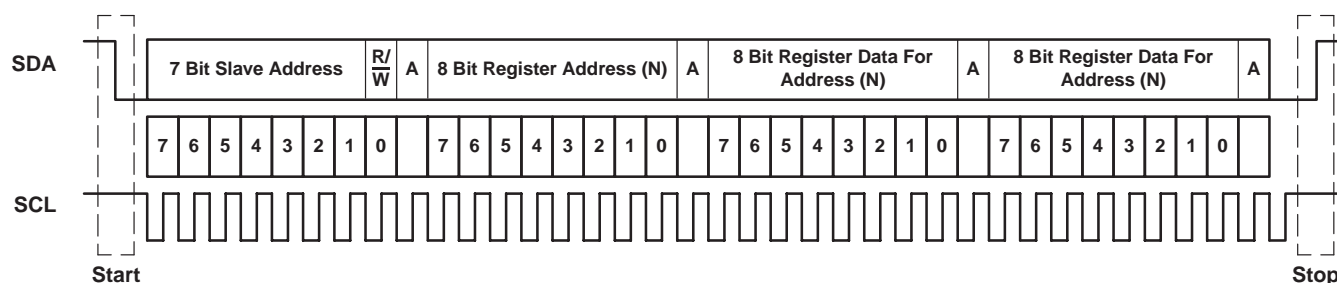 SDA
7 Bit Slave Address
R/
W
A
8 Bit Register Address (N)
A
8 Bit Register Data For
Address (N)
A
8 Bit Register Data For
Address (N)
A
7 6 5 4 3 2 1 0 7 6 5 4 3 2 1 0 7 6 5 4 3 2 1 0 7 6 5 4 3 2 1 0
SCL
Start
Stop